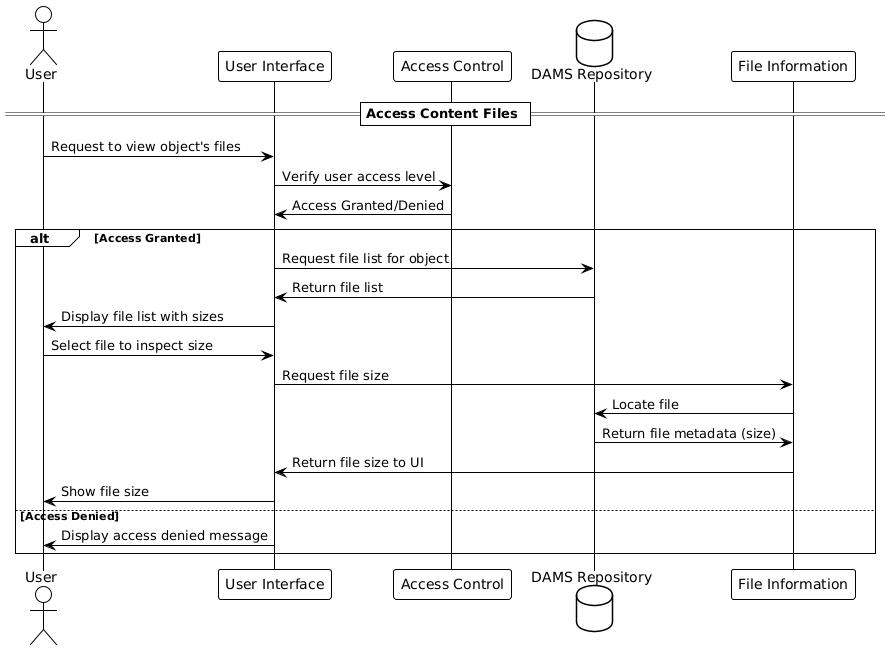 User
User Interface
Access Control
DAMS Repository
File Information
Access Content Files
Request to view object's files
Verify user access level
Access Granted/Denied
alt [Access Granted]
Request file list for object
Return file list
Display file list with sizes
Select file to inspect size
Request file size
Locate file
Return file metadata (size)
Return file size to UI
Show file size
[Access Denied]
Display access denied message
User
User Interface
Access Control
DAMS Repository
File Information